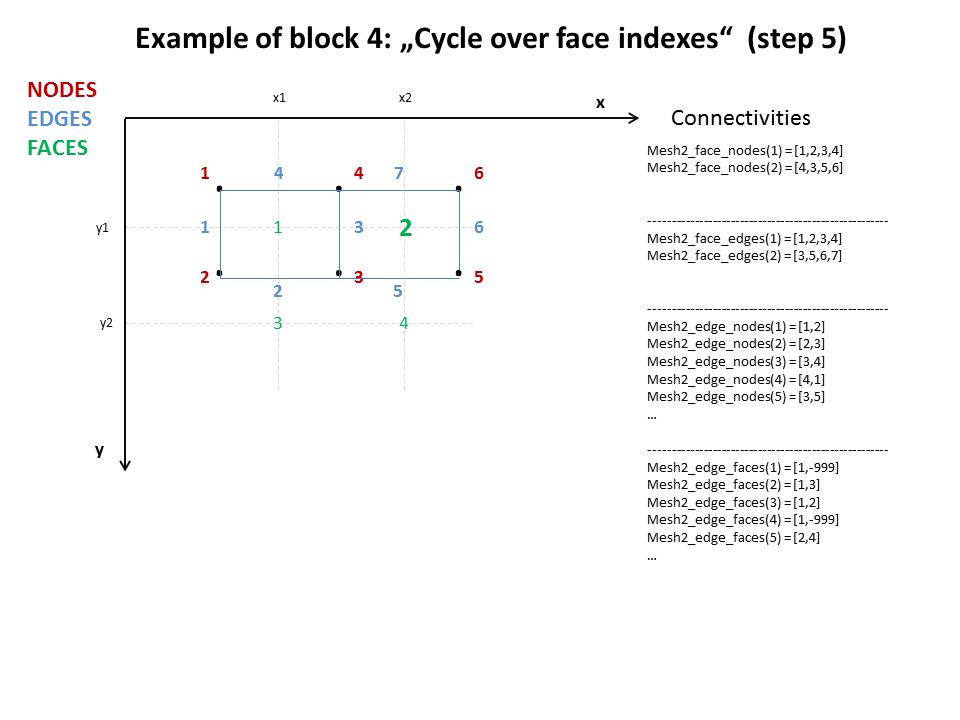 Example of block 4: „Cycle over face indexes“ (step 5)
NODES
EDGES
FACES
x1
x2
x
Connectivities
Mesh2_face_nodes(1) =[1,2,3,4]
Mesh2_face_nodes(2) =[4,3,5,6]
1
4
4
7
6
y1
1
1
3
2
6
-------------------------------------------------
Mesh2_face_edges(1) =[1,2,3,4]
Mesh2_face_edges(2) =[3,5,6,7]
2
3
5
2
5
-------------------------------------------------
y2
3
4
Mesh2_edge_nodes(1) =[1,2]
Mesh2_edge_nodes(2) =[2,3]
Mesh2_edge_nodes(3) =[3,4]
Mesh2_edge_nodes(4) =[4,1]
Mesh2_edge_nodes(5) =[3,5]
…
y
-------------------------------------------------
Mesh2_edge_faces(1) =[1,-999]
Mesh2_edge_faces(2) =[1,3]
Mesh2_edge_faces(3) =[1,2]
Mesh2_edge_faces(4) =[1,-999]
Mesh2_edge_faces(5) =[2,4]
…